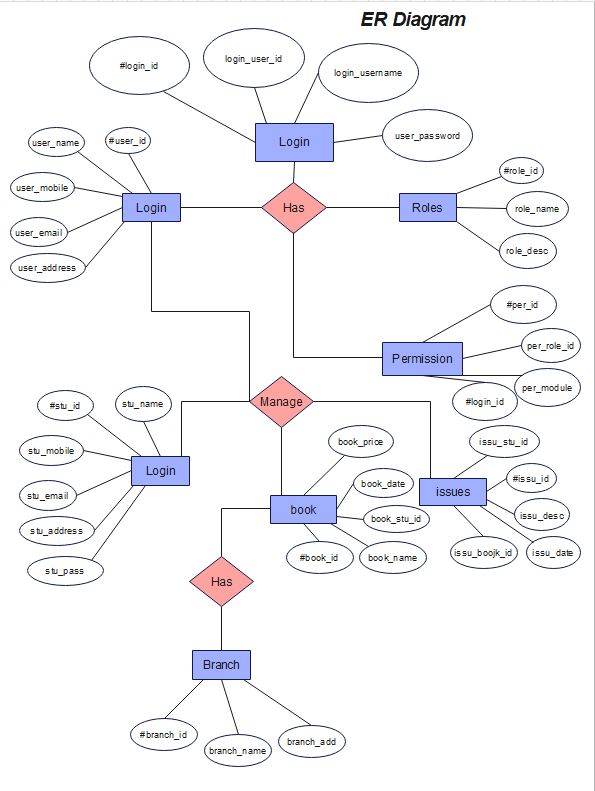 ER Diagram
#login_id
login_user_id
login_username
user_password
Login
user_name
#user_id
user_mobile
user_email
user_address
Login
Has
Roles
#role_id
role_name
role_desc
Permission
#per_id
per_role_id
per_module
#login_id
Manage
#stu_id
stu_name
stu_mobile
stu_email
stu_address
stu_pass
Login
book_price
book_date
book_stu_id
book_name
#book_id
book
issu_stu_id
#issu_id
issu_desc
issu_date
issu_boojk_id
issues
Has
Branch
#branch_id
branch_name
branch_add